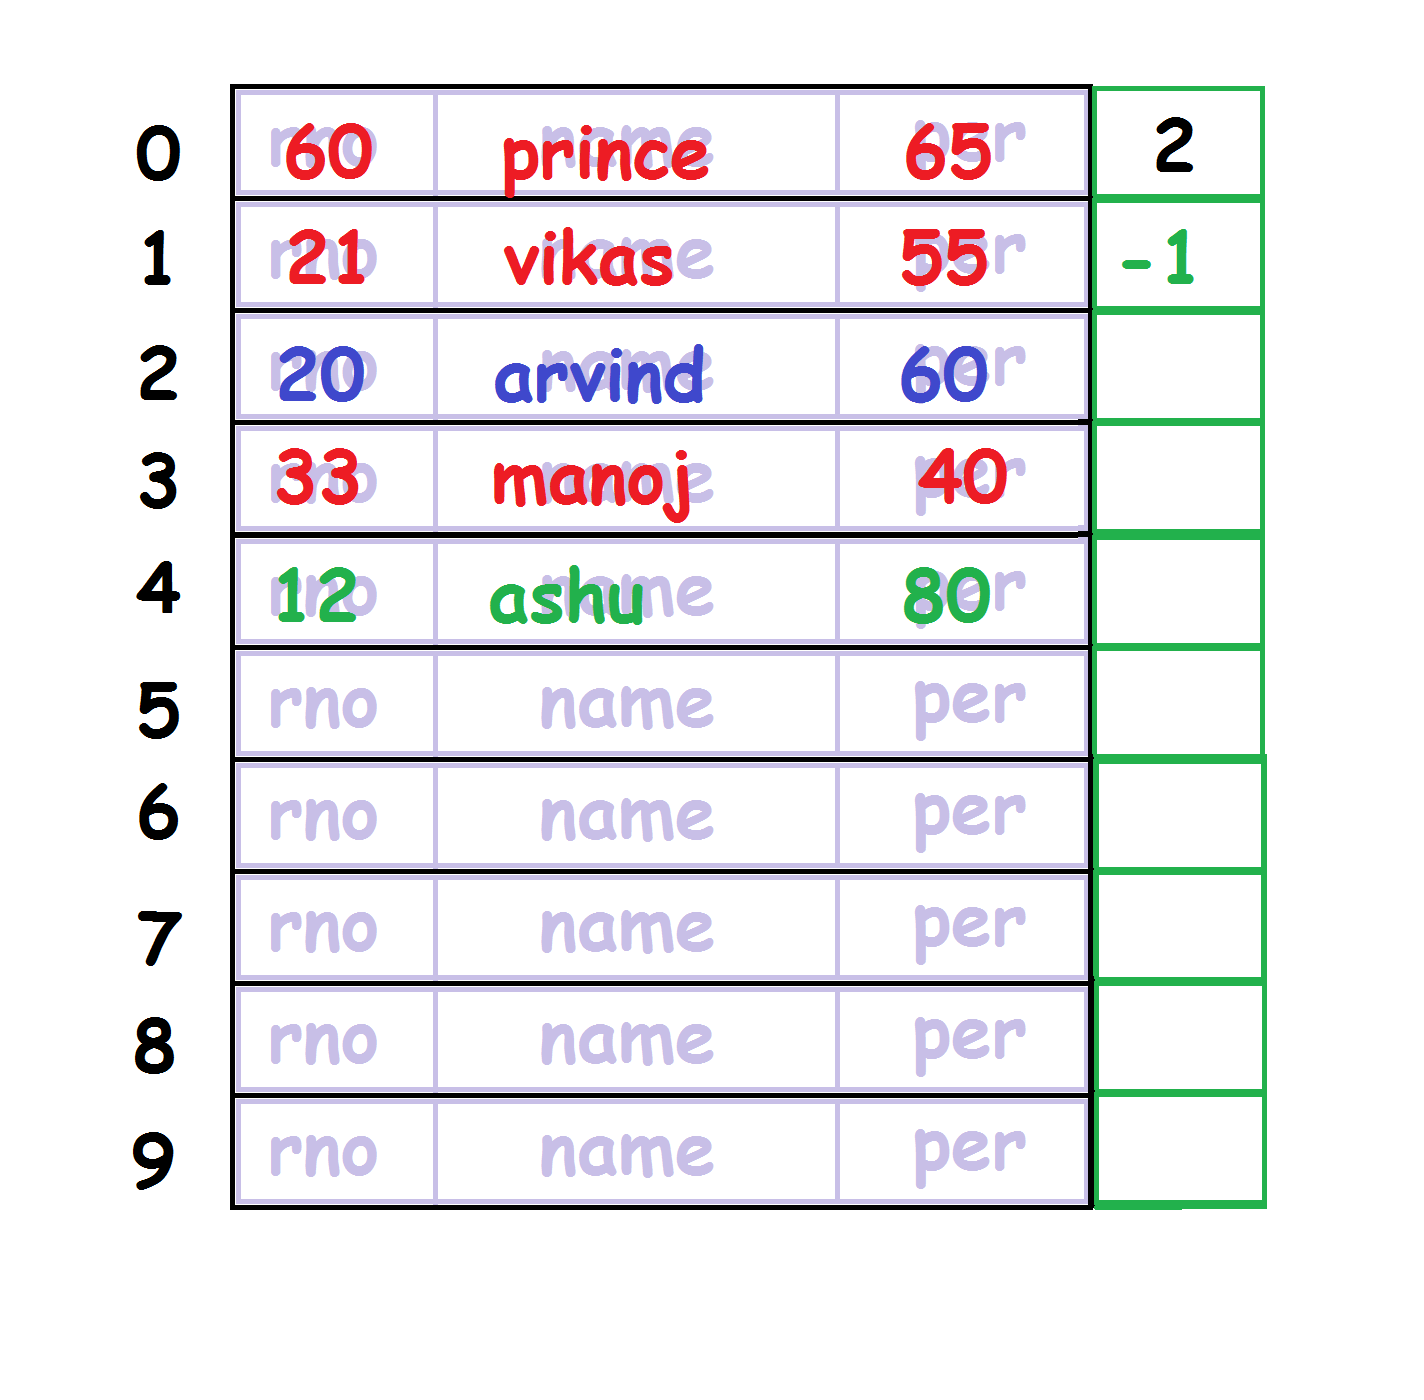 0 60 prince 65 2
1 21 vikas 55 -1
2 20 arvind 60
3 33 manoj 40
4 12 ashu 80
5 rno name per
6 rno name per
7 rno name per
8 rno name per
9 rno name per